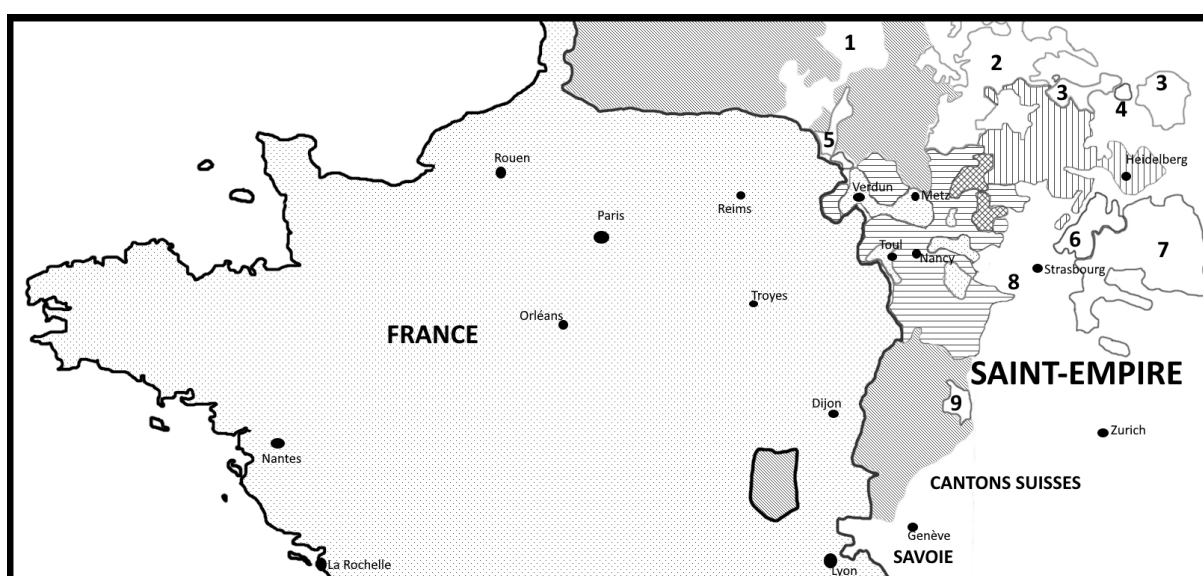 1
2
3
3
4
5
Heidelberg
Rouen
Verdun
Metz
Reims
Paris
6
7
Toul
Nancy
Strasbourg
8
Troyes
Orléans
FRANCE
SAINT-EMPIRE
Dijon
9
Zurich
Nantes
CANTONS SUISSES
Genève
SAVOIE
La Rochelle
Lyon